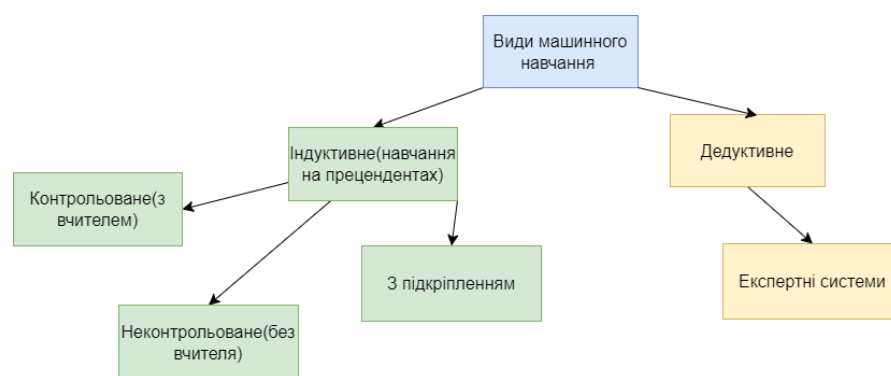 Види машинного
навчання
Індуктивне(навчання
на прецендентах)
Дедуктивне
Контрольоване(з
вчителем)
З підкріпленням
Експертні системи
Неконтрольоване(без
вчителя)